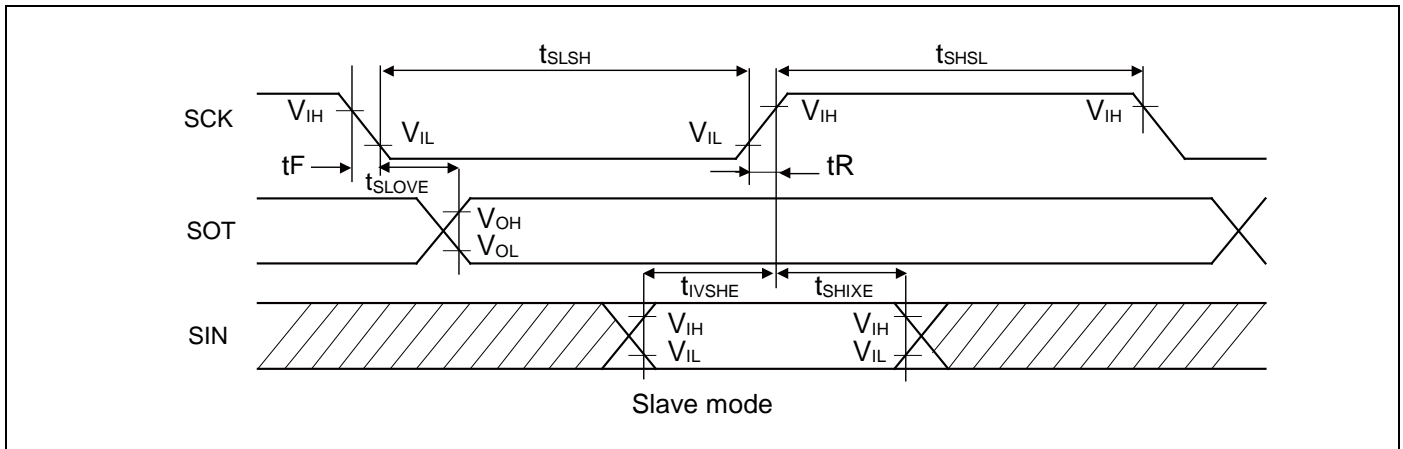 tSLSH tSHSL
SCK VIH VIL VIL VIH VIH
tF tSLOVE tR
SOT VOH
VOL
tIVSHE tSHIXE
SIN VIH VIH
VIL VIL
Slave mode